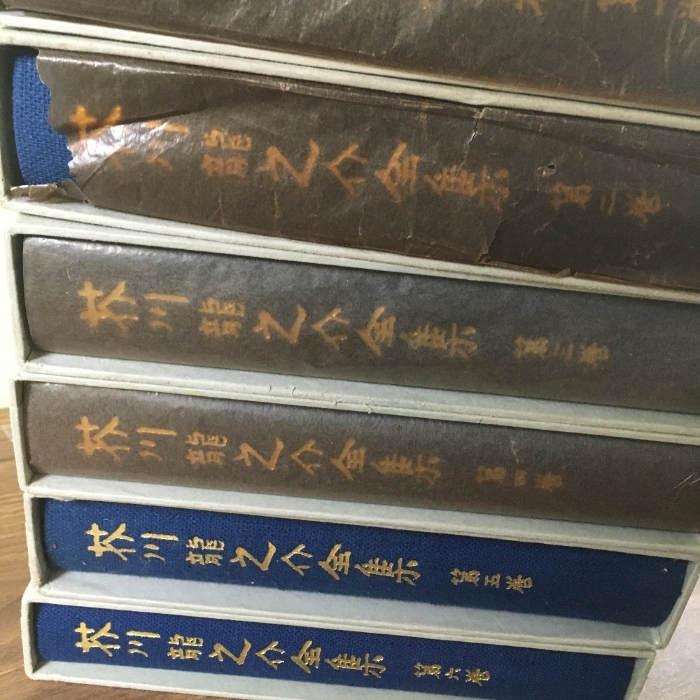 芥川龍之介全集 第二巻
芥川龍之介全集 第三巻
芥川龍之介全集 第四巻
芥川龍之介全集 第五巻
芥川龍之介全集 第六巻